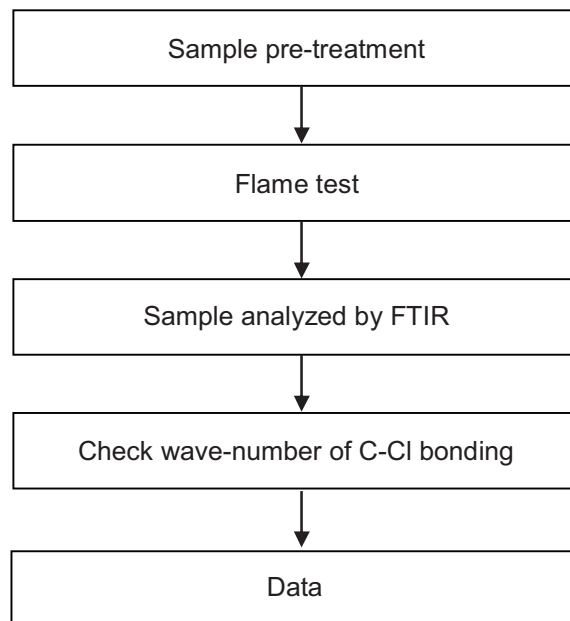 Sample pre-treatment
Flame test
Sample analyzed by FTIR
Check wave-number of C-Cl bonding
Data